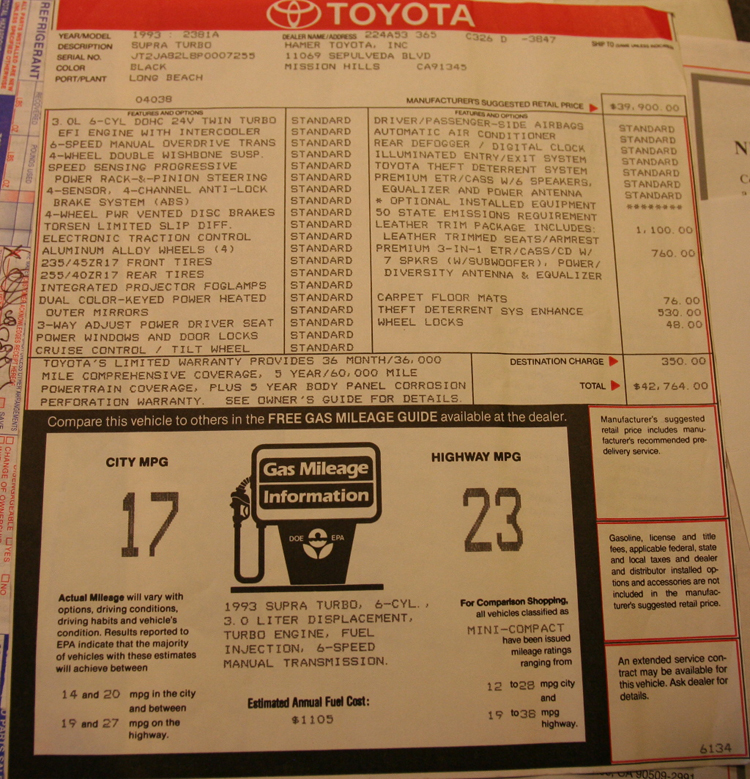 TOYOTA
YEAR/MODEL 1993 : 2381A DEALER NAME/ADDRESS 224A53 365 C326 D -3847
DESCRIPTION SUPRA TURBO HAMER TOYOTA, INC SHIP TO
SERIAL NO. JT2JA82L8P0007255 11069 SEPULVEDA BLVD
COLOR BLACK MISSION HILLS CA91345
PORT/PLANT LONG BEACH
04038 MANUFACTURER'S SUGGESTED RETAIL PRICE $39,900.00
FEATURES AND OPTIONS
3.0L 6-CYL DOHC 24V TWIN TURBO STANDARD
EFI ENGINE WITH INTERCOOLER STANDARD
6-SPEED MANUAL OVERDRIVE TRANS STANDARD
4-WHEEL DOUBLE WISHBONE SUSP. STANDARD
SPEED SENSING PROGRESSIVE STANDARD
POWER RACK-&-PINION STEERING STANDARD
4-SENSOR, 4-CHANNEL ANTI-LOCK STANDARD
BRAKE SYSTEM (ABS) STANDARD
4-WHEEL PWR VENTED DISC BRAKES STANDARD
TORSEN LIMITED SLIP DIFF. STANDARD
ELECTRONIC TRACTION CONTROL STANDARD
ALUMINUM ALLOY WHEELS (4) STANDARD
235/45ZR17 FRONT TIRES STANDARD
255/40ZR17 REAR TIRES STANDARD
INTEGRATED PROJECTOR FOGLAMPS STANDARD
DUAL COLOR-KEYED POWER HEATED STANDARD
OUTER MIRRORS STANDARD
3-WAY ADJUST POWER DRIVER SEAT STANDARD
POWER WINDOWS AND DOOR LOCKS STANDARD
CRUISE CONTROL / TILT WHEEL STANDARD
FEATURES AND OPTIONS
DRIVER/PASSENGER-SIDE AIRBAGS STANDARD
AUTOMATIC AIR CONDITIONER STANDARD
REAR DEFOGGER / DIGITAL CLOCK STANDARD
ILLUMINATED ENTRY/EXIT SYSTEM STANDARD
TOYOTA THEFT DETERRENT SYSTEM STANDARD
PREMIUM ETR/CASS W/6 SPEAKERS, STANDARD
EQUALIZER AND POWER ANTENNA STANDARD
* OPTIONAL INSTALLED EQUIPMENT ********
50 STATE EMISSIONS REQUIREMENT
LEATHER TRIM PACKAGE INCLUDES: 1,100.00
LEATHER TRIMMED SEATS/ARMREST
PREMIUM 3-IN-1 ETR/CASS/CD W/ 760.00
7 SPKRS (W/SUBWOOFER), POWER/
DIVERSITY ANTENNA & EQUALIZER
CARPET FLOOR MATS 76.00
THEFT DETERRENT SYS ENHANCE 530.00
WHEEL LOCKS 48.00
TOYOTA'S LIMITED WARRANTY PROVIDES 36 MONTH/36,000
MILE COMPREHENSIVE COVERAGE, 5 YEAR/60,000 MILE
POWERTRAIN COVERAGE, PLUS 5 YEAR BODY PANEL CORROSION
PERFORATION WARRANTY. SEE OWNER'S GUIDE FOR DETAILS.
DESTINATION CHARGE 350.00
TOTAL $42,764.00
Compare this vehicle to others in the FREE GAS MILEAGE GUIDE available at the dealer.
CITY MPG
17
Gas Mileage
Information
DOE EPA
HIGHWAY MPG
23
Actual Mileage will vary with
options, driving conditions,
driving habits and vehicle's
condition. Results reported to
EPA indicate that the majority
of vehicles with these estimates
will achieve between
14 and 20 mpg in the city
and between
19 and 27 mpg on the
highway.
1993 SUPRA TURBO, 6-CYL.,
3.0 LITER DISPLACEMENT,
TURBO ENGINE, FUEL
INJECTION, 6-SPEED
MANUAL TRANSMISSION.
Estimated Annual Fuel Cost:
$1105
For Comparison Shopping,
all vehicles classified as
MINI-COMPACT
have been issued
mileage ratings
ranging from
12 to 28 mpg city
and
19 to 38 mpg
highway.
Manufacturer's suggested
retail price includes manu-
facturer's recommended pre-
delivery service.
Gasoline, license and title
fees, applicable federal, state
and local taxes and dealer
and distributor installed op-
tions and accessories are not
included in the manufac-
turer's suggested retail price.
An extended service con-
tract may be available for
this vehicle. Ask dealer for
details.
6134
REFRIGERANT
CHANGE OF OWNER
YES
NO
SAVE
90509-2991